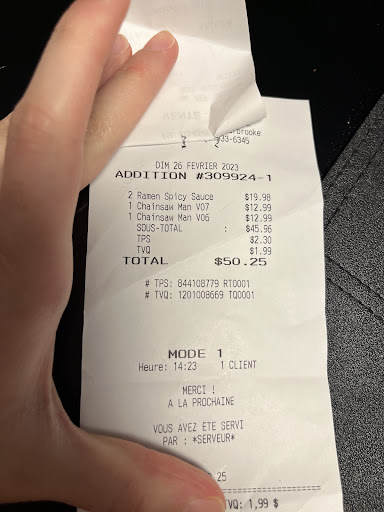 rbrooke
33-6345
DIM 26 FEVRIER 2023
ADDITION #309924-1
2 Ramen Spicy Sauce $19.98
1 Chainsaw Man V07 $12.99
1 Chainsaw Man V06 $12.99
SOUS-TOTAL : $45.96
TPS $2.30
TVQ $1.99
TOTAL $50.25
# TPS: 844108779 RT0001
# TVQ: 1201008669 TQ0001
MODE 1
Heure: 14:23 1 CLIENT
MERCI !
A LA PROCHAINE
VOUS AVEZ ETE SERVI
PAR : *SERVEUR*
25
TVQ: 1,99 $